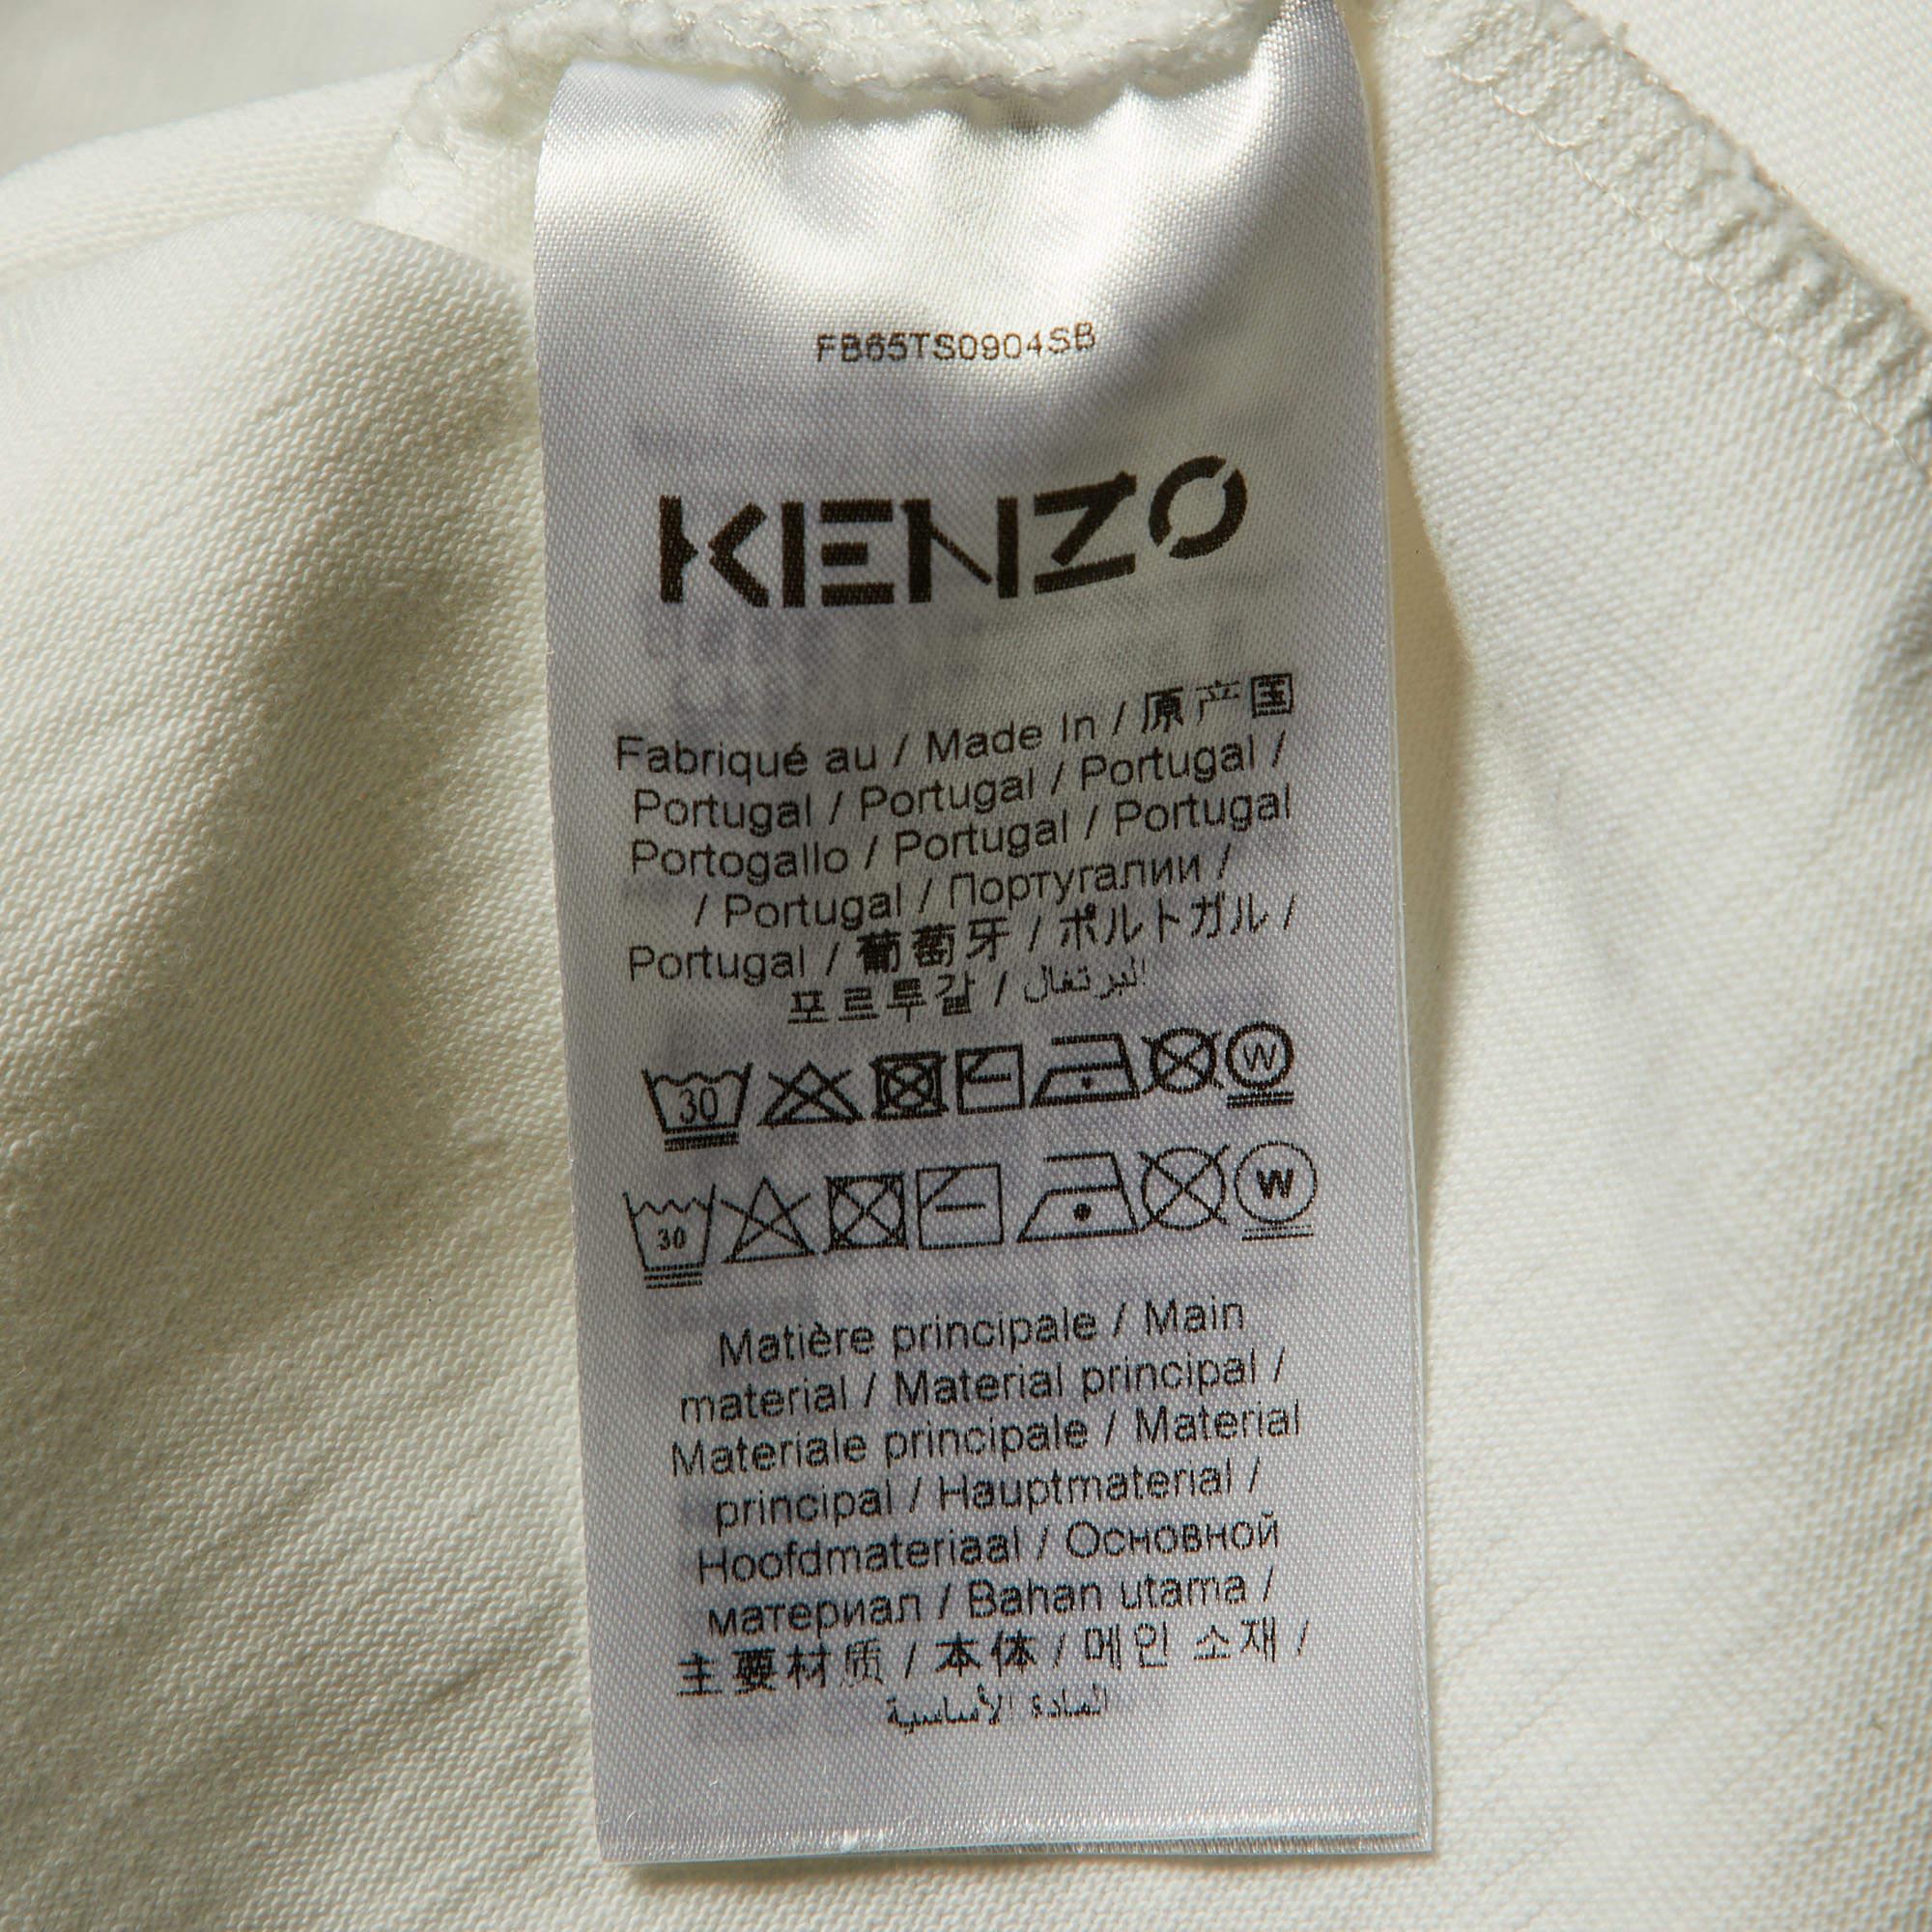 FB65TS0904SB
KENZO
Fabriqué au / Made In / 原产国
Portugal / Portugal / Portugal /
Portogallo / Portugal / Portugal
/ Portugal / Португалии /
Portugal / 葡萄牙 / ポルトガル /
포르투갈 / البرتغال
30 W
30 W
Matière principale / Main
material / Material principal /
Materiale principale / Material
principal / Hauptmaterial /
Hoofdmateriaal / Основной
материал / Bahan utama /
主要材质 / 本体 / 메인 소재 /
المادة الأساسية